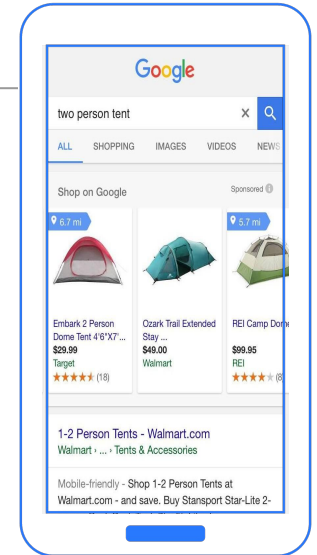 Google
two person tent ×
ALL SHOPPING IMAGES VIDEOS NEWS
Shop on Google Sponsored
6.7 mi
5.7 mi
Embark 2 Person
Dome Tent 4'6"X7'...
$29.99
Target
(18)
Ozark Trail Extended
Stay ...
$49.00
Walmart
REI Camp Dome
$99.95
REI
(8)
1-2 Person Tents - Walmart.com
Walmart › ... › Tents & Accessories
Mobile-friendly - Shop 1-2 Person Tents at
Walmart.com - and save. Buy Stansport Star-Lite 2-